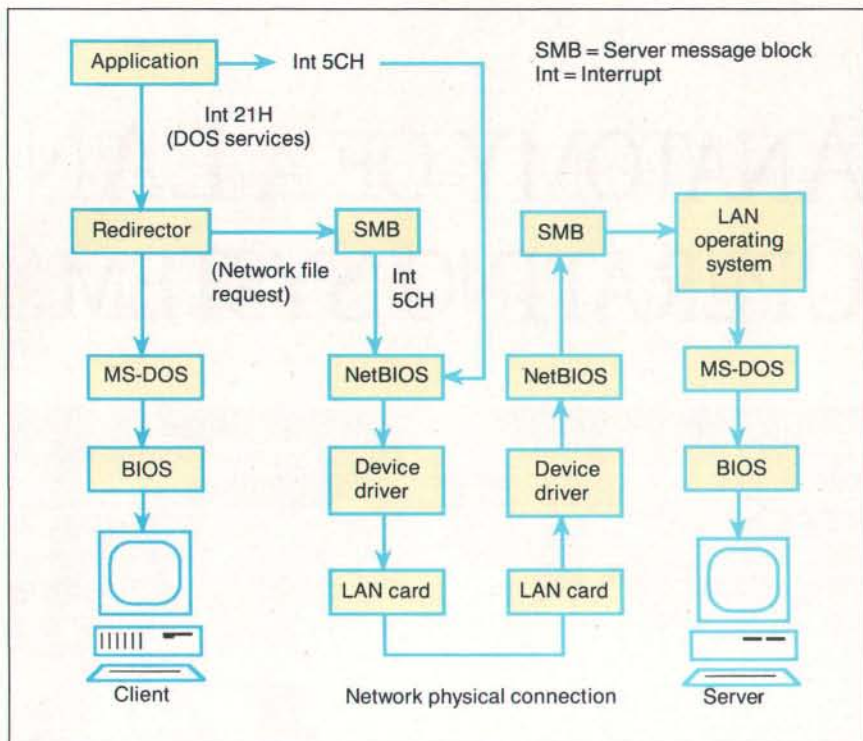 Application
Int 5CH
SMB = Server message block
Int = Interrupt
Int 21H
(DOS services)
Redirector
SMB
(Network file
request)
Int
5CH
SMB
LAN
operating
system
MS-DOS
NetBIOS
NetBIOS
MS-DOS
BIOS
Device
driver
Device
driver
BIOS
LAN card
LAN card
Client
Network physical connection
Server